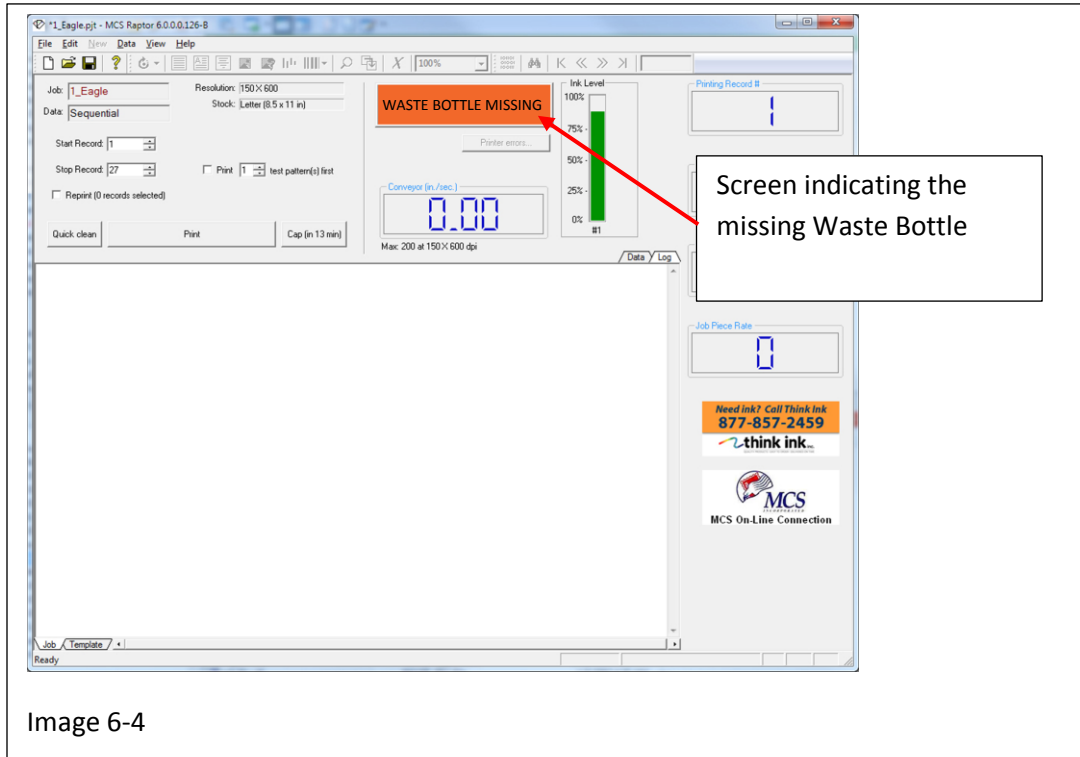 *1_Eagle.pjt - MCS Raptor 6.0.0.0.126-B
File Edit New Data View Help
100%
Job: 1_Eagle
Data: Sequential
Resolution: 150×600
Stock: Letter (8.5 x 11 in)
Start Record: 1
Stop Record: 27
Print 1 test pattern(s) first
Reprint (0 records selected)
Quick clean
Print
Cap (in 13 min)
WASTE BOTTLE MISSING
Printer errors...
Conveyor (in./sec.)
0.00
Max: 200 at 150×600 dpi
Ink Level
100%
75%
50%
25%
0%
#1
Data
Log
Printing Record #
1
Screen indicating the
missing Waste Bottle
Job Piece Rate
0
Need ink? Call Think Ink
877-857-2459
think ink
MCS
INCORPORATED
MCS On-Line Connection
Job
Template
Ready
Image 6-4